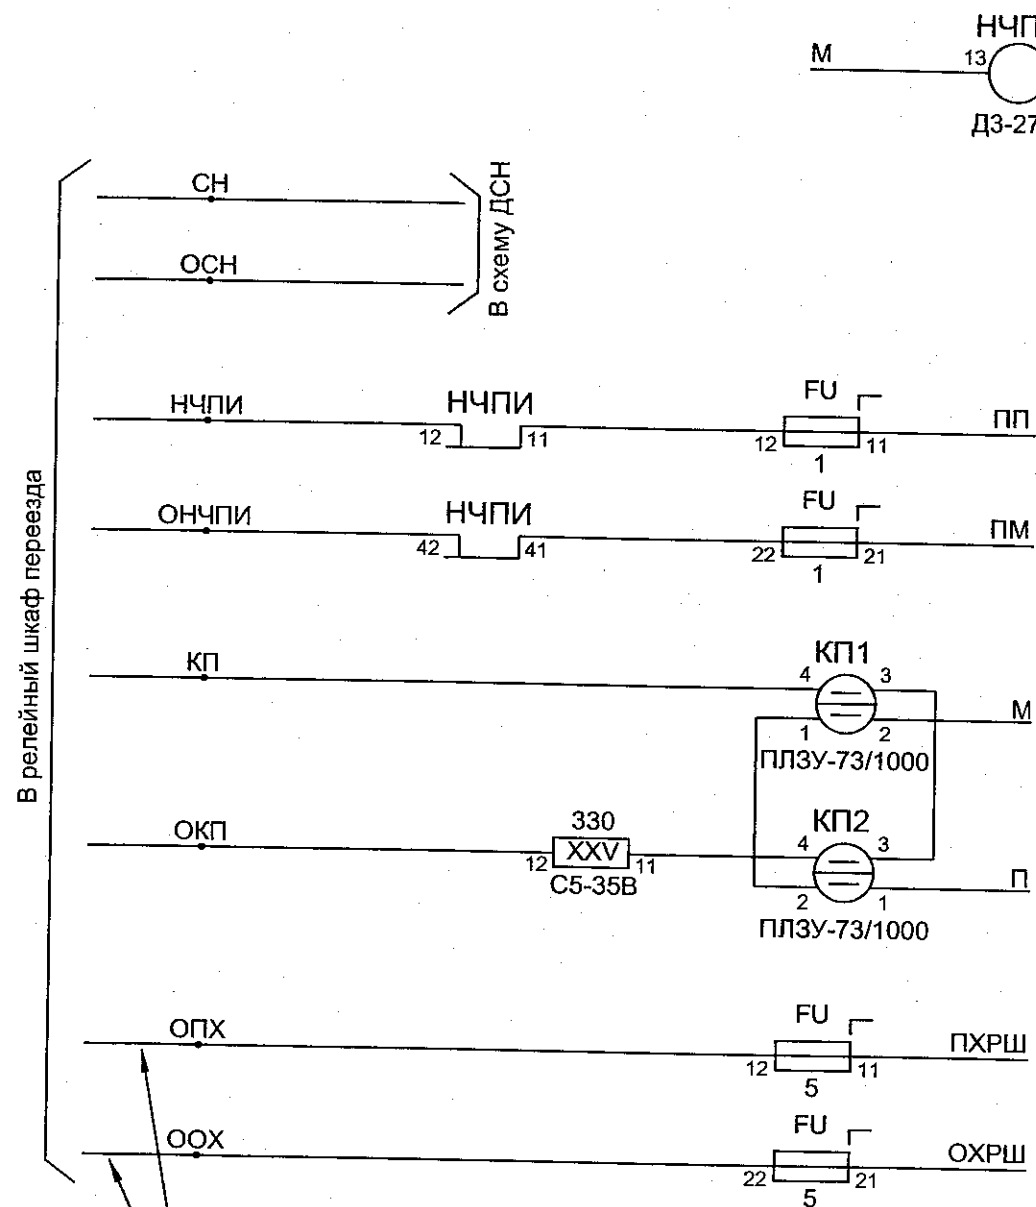 НЧП
М
13
ДЗ-27
СН
ОСН
В схему ДСН
В релейный шкаф переезда
НЧПИ
НЧПИ
12
11
FU
12
11
1
ПП
ОНЧПИ
НЧПИ
42
41
FU
22
21
1
ПМ
КП
КП1
4
3
1
2
М
ПЛЗУ-73/1000
ОКП
330
12
XXV
11
С5-35В
КП2
4
3
2
1
П
ПЛЗУ-73/1000
ОПХ
FU
12
11
5
ПХРШ
ООХ
FU
22
21
5
ОХРШ